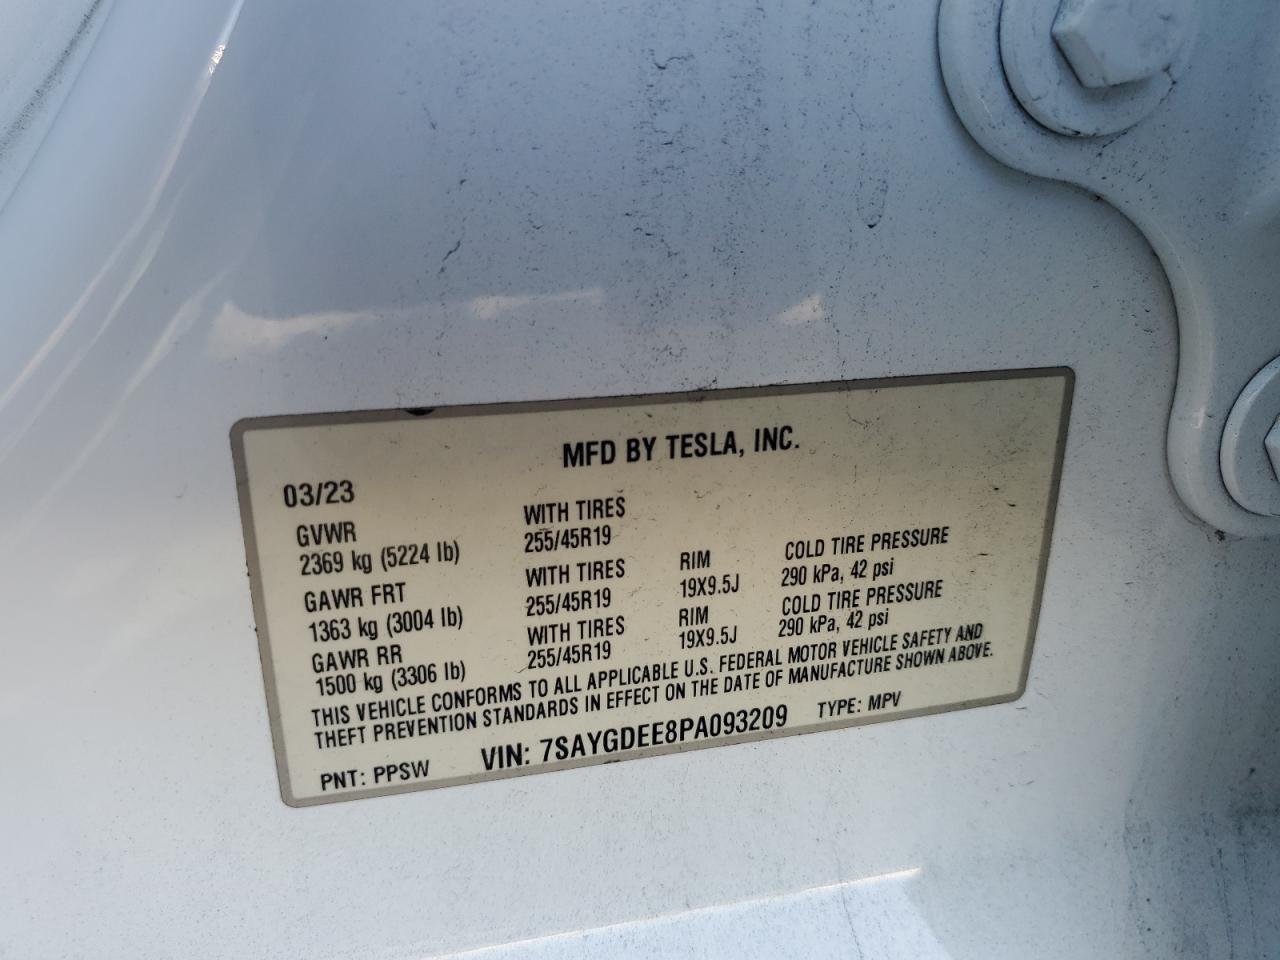 MFD BY TESLA, INC.
03/23
GVWR WITH TIRES
2369 kg (5224 lb) 255/45R19
GAWR FRT WITH TIRES RIM COLD TIRE PRESSURE
1363 kg (3004 lb) 255/45R19 19X9.5J 290 kPa, 42 psi
GAWR RR WITH TIRES RIM COLD TIRE PRESSURE
1500 kg (3306 lb) 255/45R19 19X9.5J 290 kPa, 42 psi
THIS VEHICLE CONFORMS TO ALL APPLICABLE U.S. FEDERAL MOTOR VEHICLE SAFETY AND
THEFT PREVENTION STANDARDS IN EFFECT ON THE DATE OF MANUFACTURE SHOWN ABOVE.
PNT: PPSW VIN: 7SAYGDEE8PA093209 TYPE: MPV